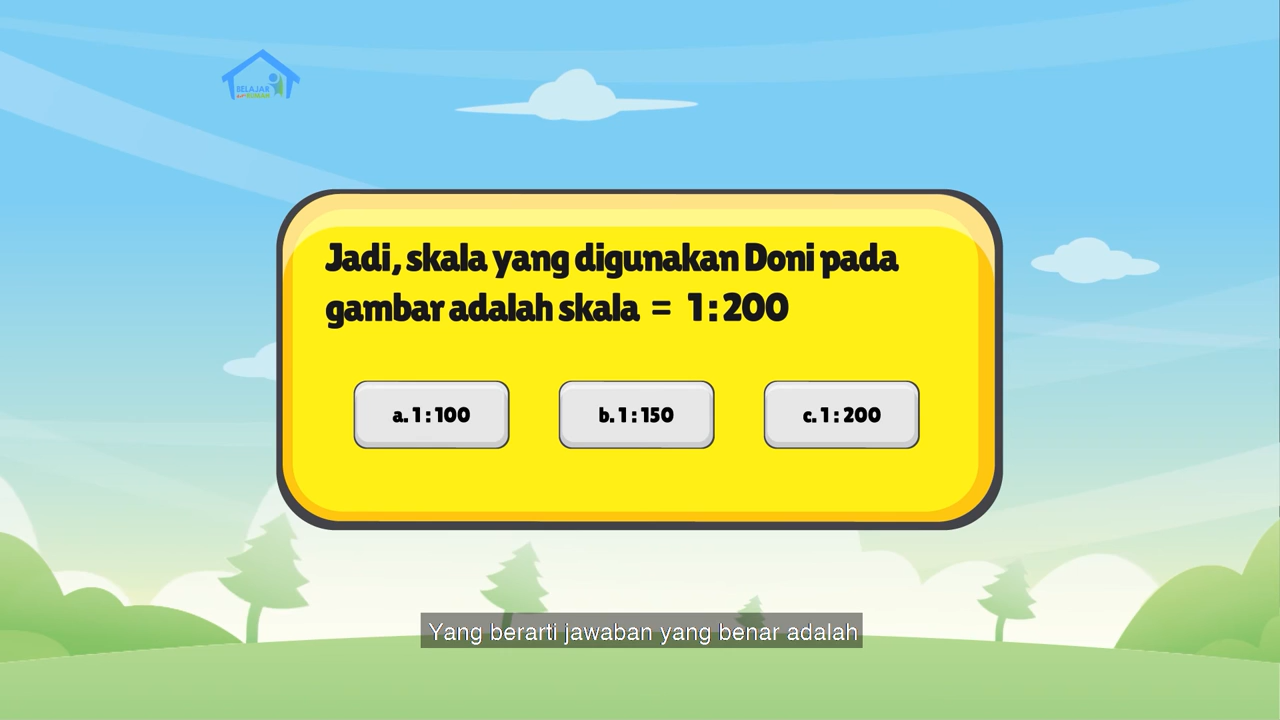 BELAJAR
RUMAH
Jadi, skala yang digunakan Doni pada
gambar adalah skala = 1 : 200
a. 1 : 100
b. 1 : 150
c. 1 : 200
Yang berarti jawaban yang benar adalah